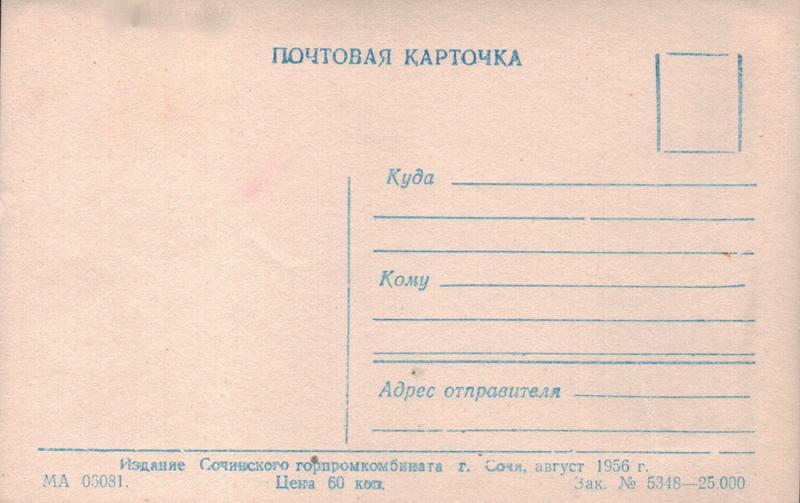 ПОЧТОВАЯ КАРТОЧКА
Куда
Кому
Адрес отправителя
Издание Сочинского горпромкомбината г. Сочи, август 1956 г.
МА 05081. Цена 60 коп. Зак. № 5348—25.000